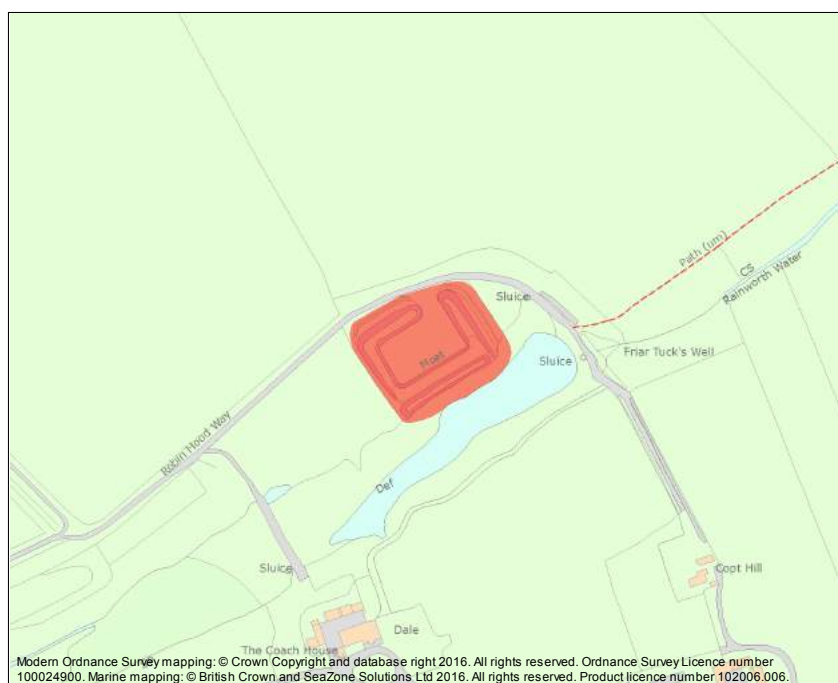 Path (um)
CS
Rainworth Water
Sluice
Moat
Sluice
Friar Tuck's Well
Robin Hood Way
Def
Sluice
Copt Hill
Dale
The Coach House
Modern Ordnance Survey mapping: © Crown Copyright and database right 2016. All rights reserved. Ordnance Survey Licence number
100024900. Marine mapping: © British Crown and SeaZone Solutions Ltd 2016. All rights reserved. Product licence number 102006.006.